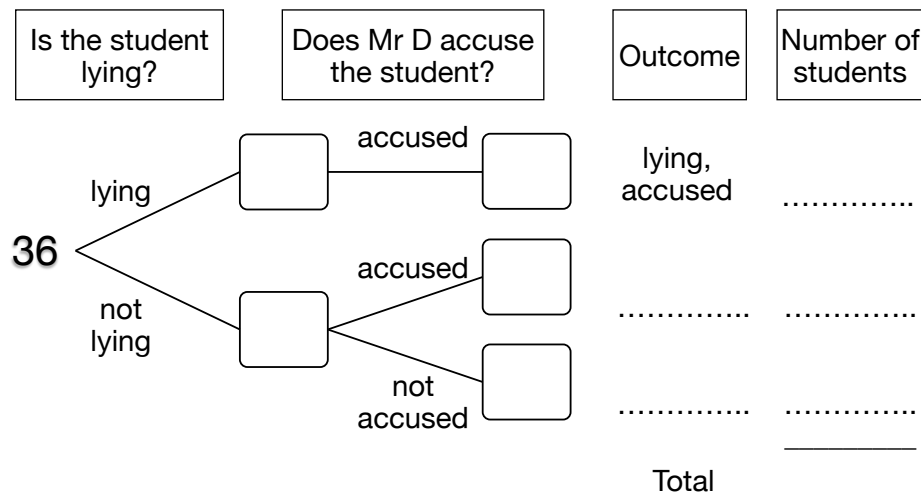 Is the student
lying?
Does Mr D accuse
the student?
Outcome
Number of
students
accused
lying
lying,
accused
…………..
36
accused
not
lying
………….. …………..
not
accused
………….. …………..
Total